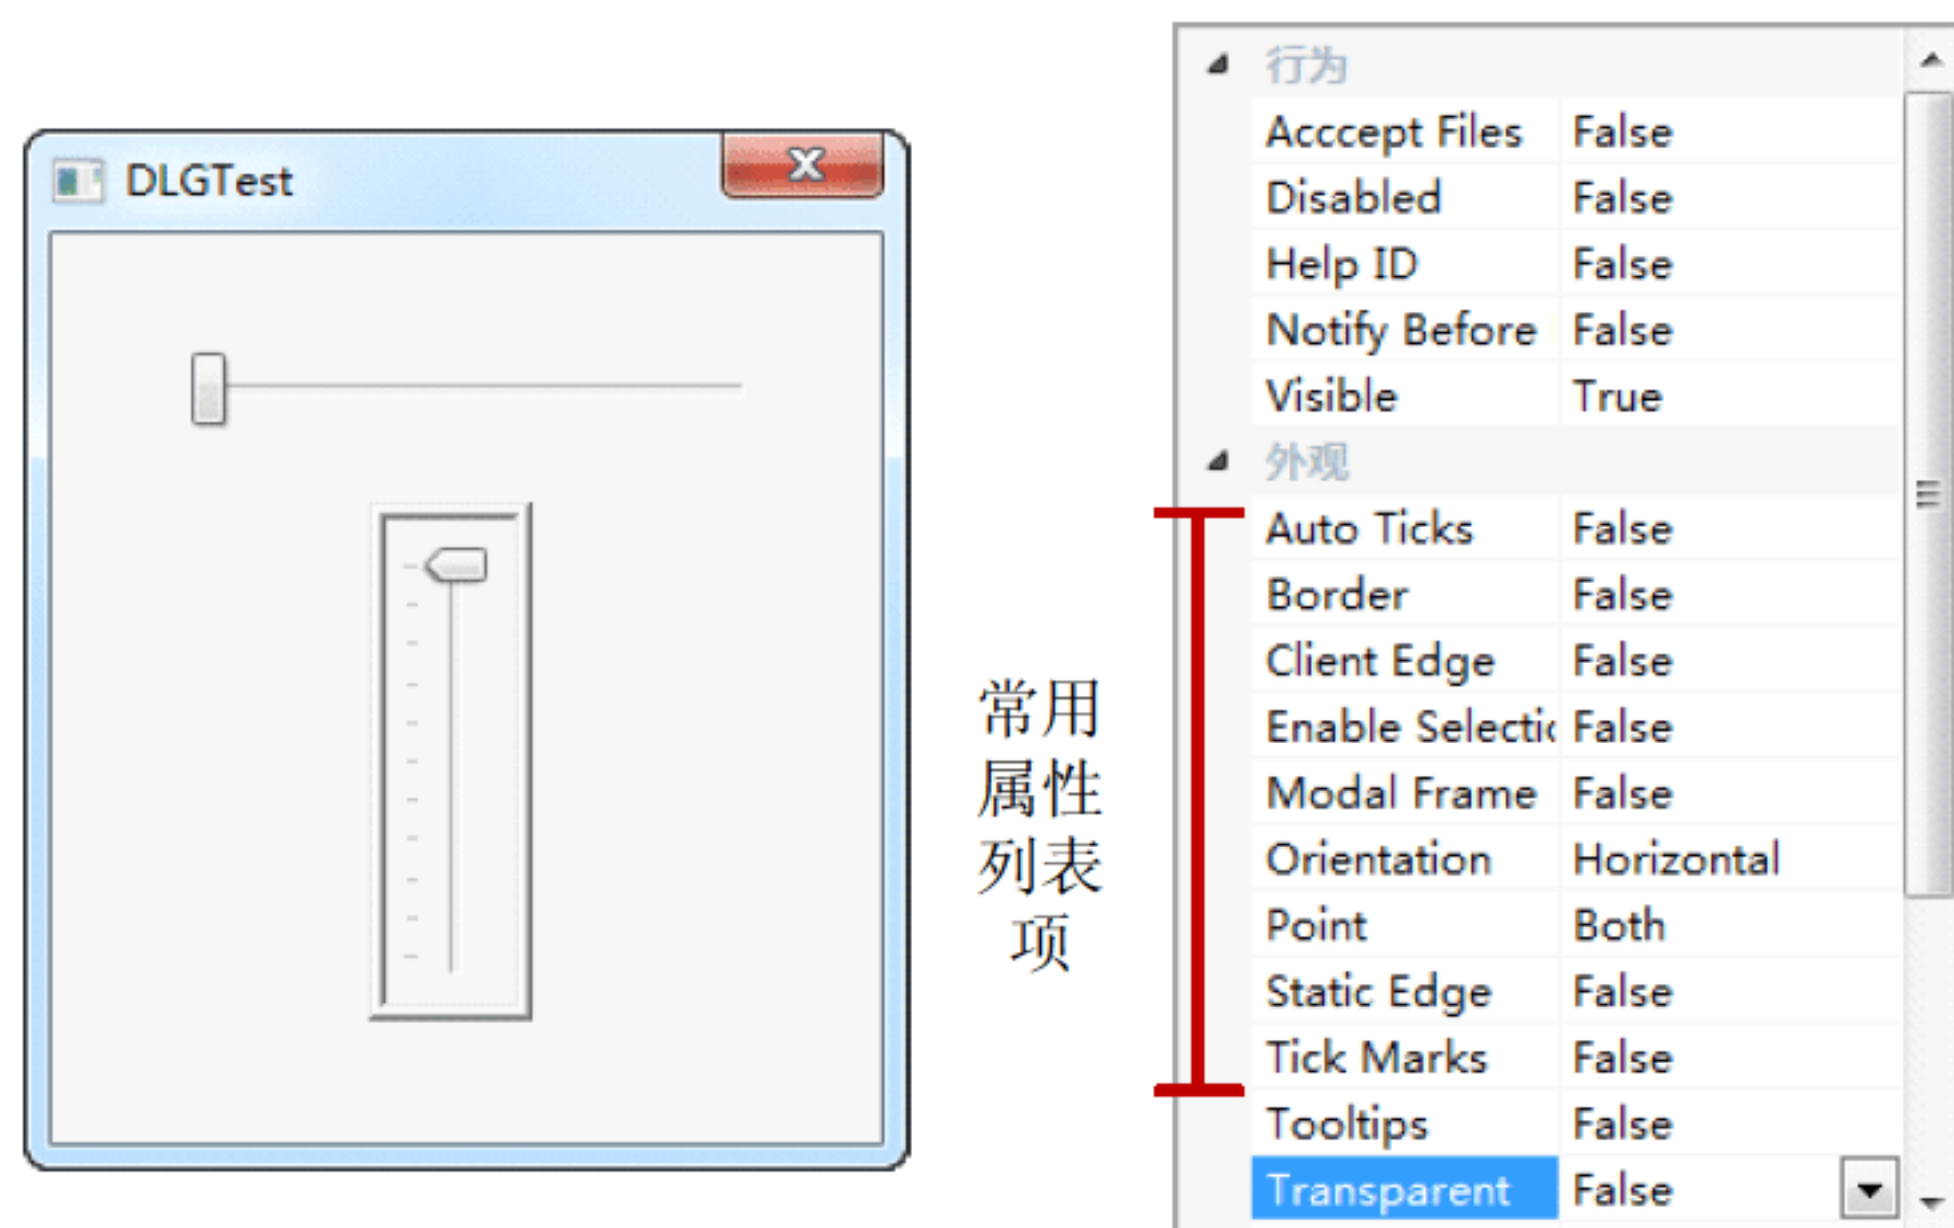 DLGTest
常用
属性
列表
项
行为
Acccept Files False
Disabled False
Help ID False
Notify Before False
Visible True
外观
Auto Ticks False
Border False
Client Edge False
Enable Selectic False
Modal Frame False
Orientation Horizontal
Point Both
Static Edge False
Tick Marks False
Tooltips False
Transparent False